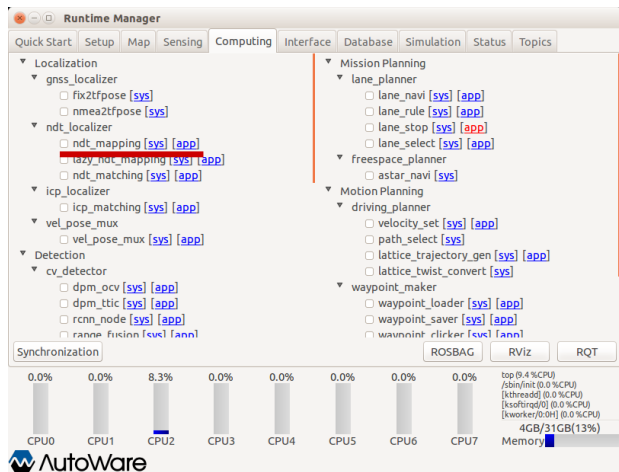 Runtime Manager
Quick Start Setup Map Sensing Computing Interface Database Simulation Status Topics
Localization
gnss_localizer
fix2tfpose [sys]
nmea2tfpose [sys]
ndt_localizer
ndt_mapping [sys] [app]
lazy_ndt_mapping [sys] [app]
ndt_matching [sys] [app]
icp_localizer
icp_matching [sys] [app]
vel_pose_mux
vel_pose_mux [sys] [app]
Detection
cv_detector
dpm_ocv [sys] [app]
dpm_ttic [sys] [app]
rcnn_node [sys] [app]
range_fusion [sys] [app]
Mission Planning
lane_planner
lane_navi [sys] [app]
lane_rule [sys] [app]
lane_stop [sys] [app]
lane_select [sys] [app]
freespace_planner
astar_navi [sys]
Motion Planning
driving_planner
velocity_set [sys] [app]
path_select [sys]
lattice_trajectory_gen [sys] [app]
lattice_twist_convert [sys]
waypoint_maker
waypoint_loader [sys] [app]
waypoint_saver [sys] [app]
waypoint_clicker [sys] [app]
Synchronization ROSBAG RViz RQT
0.0% 0.0% 8.3% 0.0% 0.0% 0.0% 0.0% 0.0%
CPU0 CPU1 CPU2 CPU3 CPU4 CPU5 CPU6 CPU7
top (9.4 %CPU)
/sbin/init (0.0 %CPU)
[kthreadd] (0.0 %CPU)
[ksoftirqd/0] (0.0 %CPU)
[kworker/0:0H] (0.0 %CPU)
4GB/31GB(13%)
Memory
AutoWare